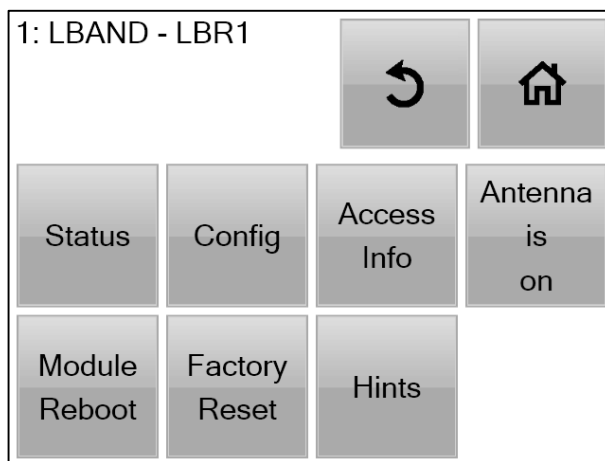 1: LBAND - LBR1
Status
Config
Access
Info
Antenna
is
on
Module
Reboot
Factory
Reset
Hints